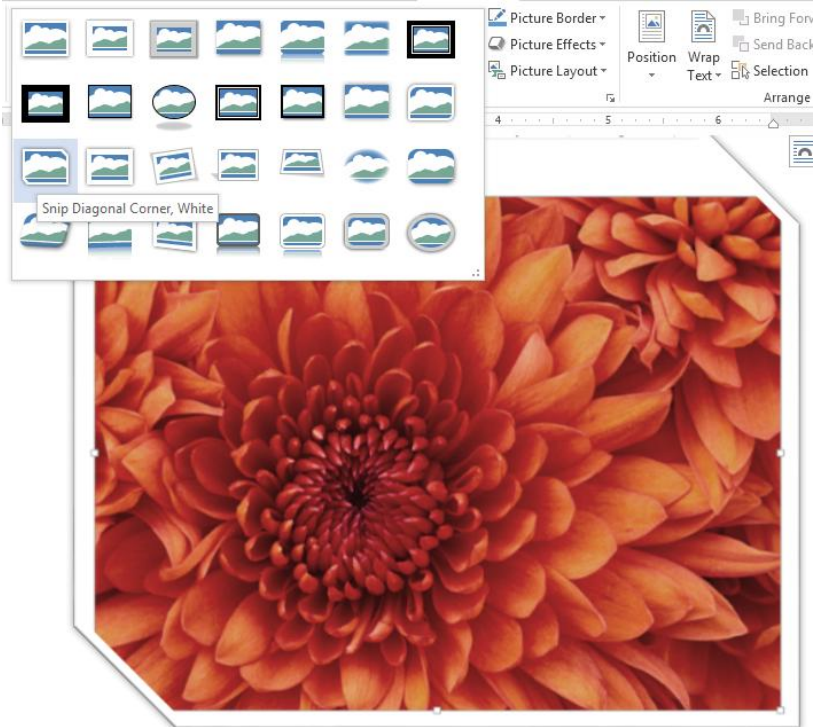 Picture Border
Picture Effects
Picture Layout
Position
Wrap
Text
Bring Forw
Send Back
Selection
Arrange
4 5 6
Snip Diagonal Corner, White